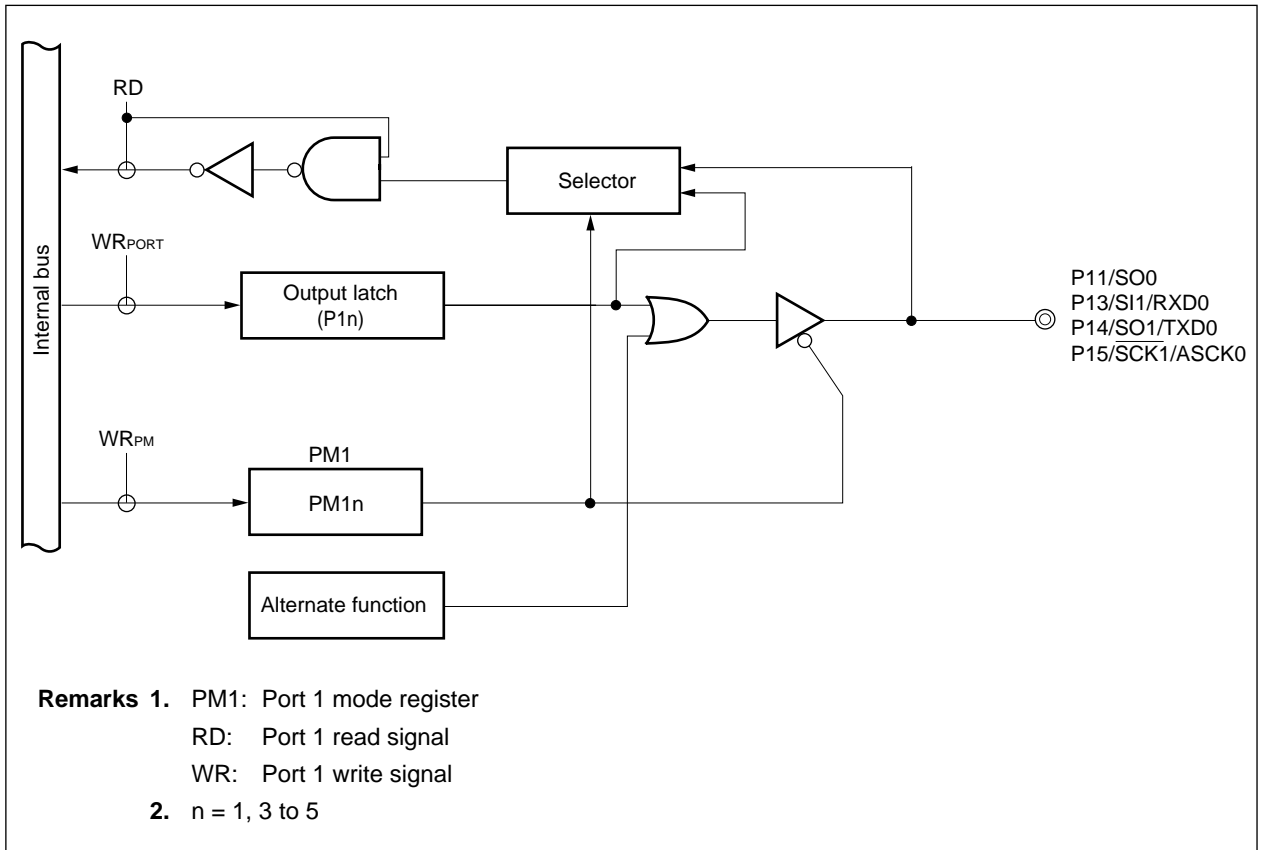 RD
Selector
WRPORT
Internal bus
Output latch
(P1n)
P11/SO0
P13/SI1/RXD0
P14/SO1/TXD0
P15/S̅C̅K̅1̅/ASCK0
WRPM
PM1
PM1n
Alternate function
Remarks 1. PM1: Port 1 mode register
RD: Port 1 read signal
WR: Port 1 write signal
2. n = 1, 3 to 5